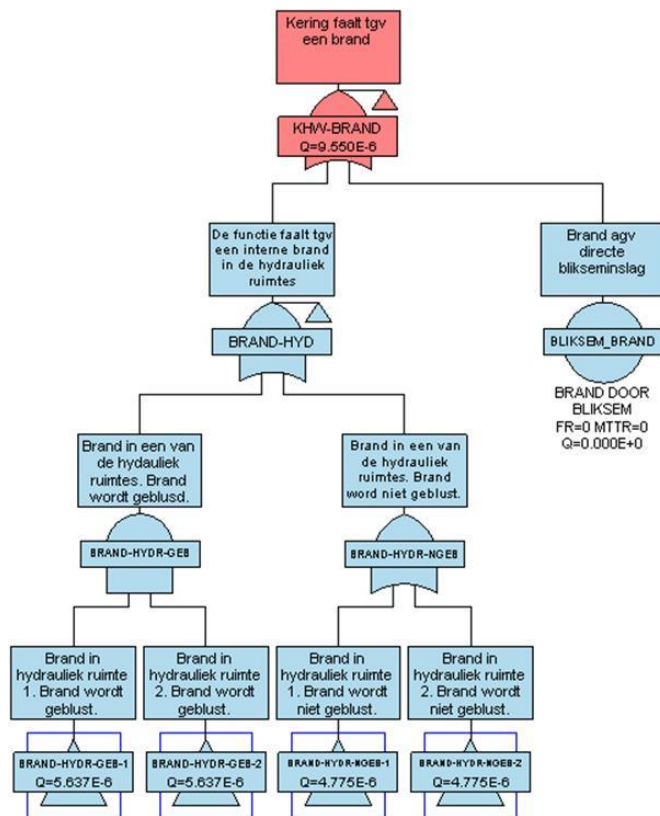 Kering faalt tgv
een brand
KHW-BRAND
Q=9.550E-6
De functie faalt tgv
een interne brand
in de hydrauliek
ruimtes
Brand agv
directe
blikseminslag
BRAND-HYD
BLIKSEM_BRAND
BRAND DOOR
BLIKSEM
FR=0 MTTR=0
Q=0.000E+0
Brand in een van
de hydauliek
ruimtes. Brand
wordt geblusd.
Brand in een van
de hydrauliek
ruimtes. Brand
word niet geblust.
BRAND-HYDR-GEB
BRAND-HYDR-NGEB
Brand in
hydrauliek ruimte
1. Brand wordt
geblust.
Brand in
hydrauliek ruimte
2. Brand wordt
geblust.
Brand in
hydrauliek ruimte
1. Brand wordt
niet geblust.
Brand in
hydrauliek ruimte
2. Brand wordt
niet geblust.
BRAND-HYDR-GEB-1
Q=5.637E-6
BRAND-HYDR-GEB-2
Q=5.637E-6
BRAND-HYDR-NGEB-1
Q=4.775E-6
BRAND-HYDR-NGEB-2
Q=4.775E-6